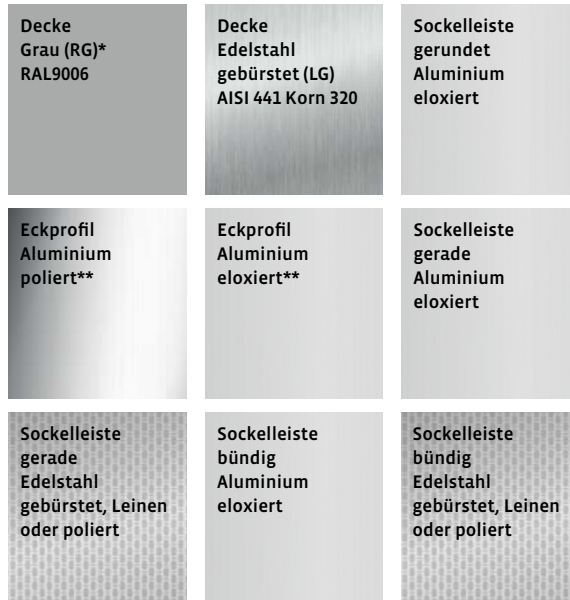 Decke
Grau (RG)*
RAL9006
Decke
Edelstahl
gebürstet (LG)
AISI 441 Korn 320
Sockelleiste
gerundet
Aluminium
eloxiert
Eckprofil
Aluminium
poliert**
Eckprofil
Aluminium
eloxiert**
Sockelleiste
gerade
Aluminium
eloxiert
Sockelleiste
gerade
Edelstahl
gebürstet, Leinen
oder poliert
Sockelleiste
bündig
Aluminium
eloxiert
Sockelleiste
bündig
Edelstahl
gebürstet, Leinen
oder poliert